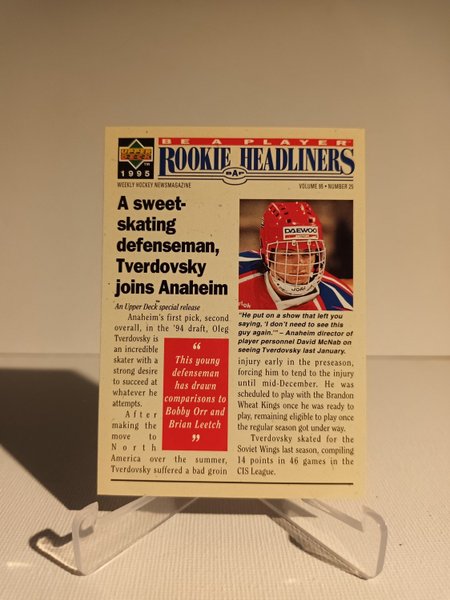 BE A PLAYER
UPPER DECK
ROOKIE HEADLINERS
1995
BAP
WEEKLY HOCKEY NEWSMAGAZINE
VOLUME 95 • NUMBER 25
A sweet-
skating
defenseman,
Tverdovsky
joins Anaheim
An Upper Deck special release
Anaheim's first pick, second
overall, in the '94 draft, Oleg
Tverdovsky is
an incredible
skater with a
strong desire
to succeed at
whatever he
attempts.
After
making the
move to
North
America over the summer,
Tverdovsky suffered a bad groin
“
This young
defenseman
has drawn
comparisons to
Bobby Orr and
Brian Leetch
”
DAEWOO
JOFA
"He put on a show that left you
saying, 'I don't need to see this
guy again.'" – Anaheim director of
player personnel David McNab on
seeing Tverdovsky last January.
injury early in the preseason,
forcing him to tend to the injury
until mid-December. He was
scheduled to play with the Brandon
Wheat Kings once he was ready to
play, remaining eligible to play once
the regular season got under way.
Tverdovsky skated for the
Soviet Wings last season, compiling
14 points in 46 games in the
CIS League.